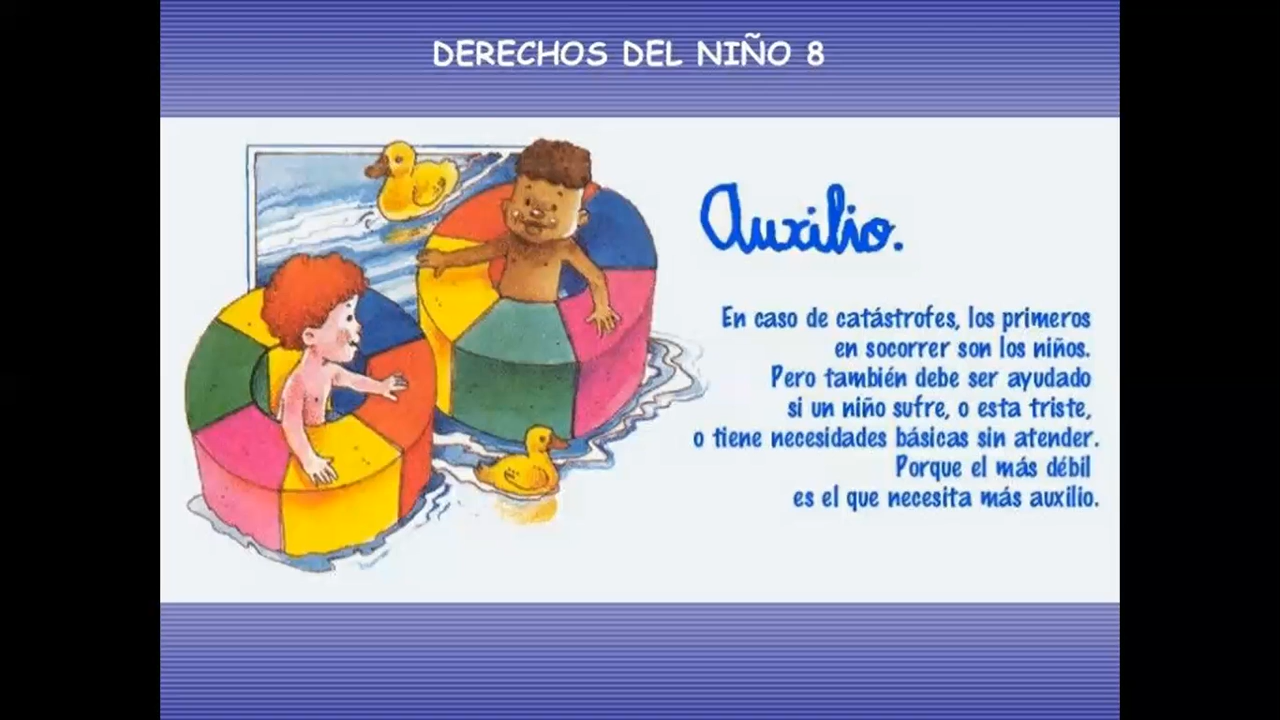 DERECHOS DEL NIÑO 8
Auxilio.
En caso de catástrofes, los primeros
en socorrer son los niños.
Pero también debe ser ayudado
si un niño sufre, o esta triste,
o tiene necesidades básicas sin atender.
Porque el más débil
es el que necesita más auxilio.